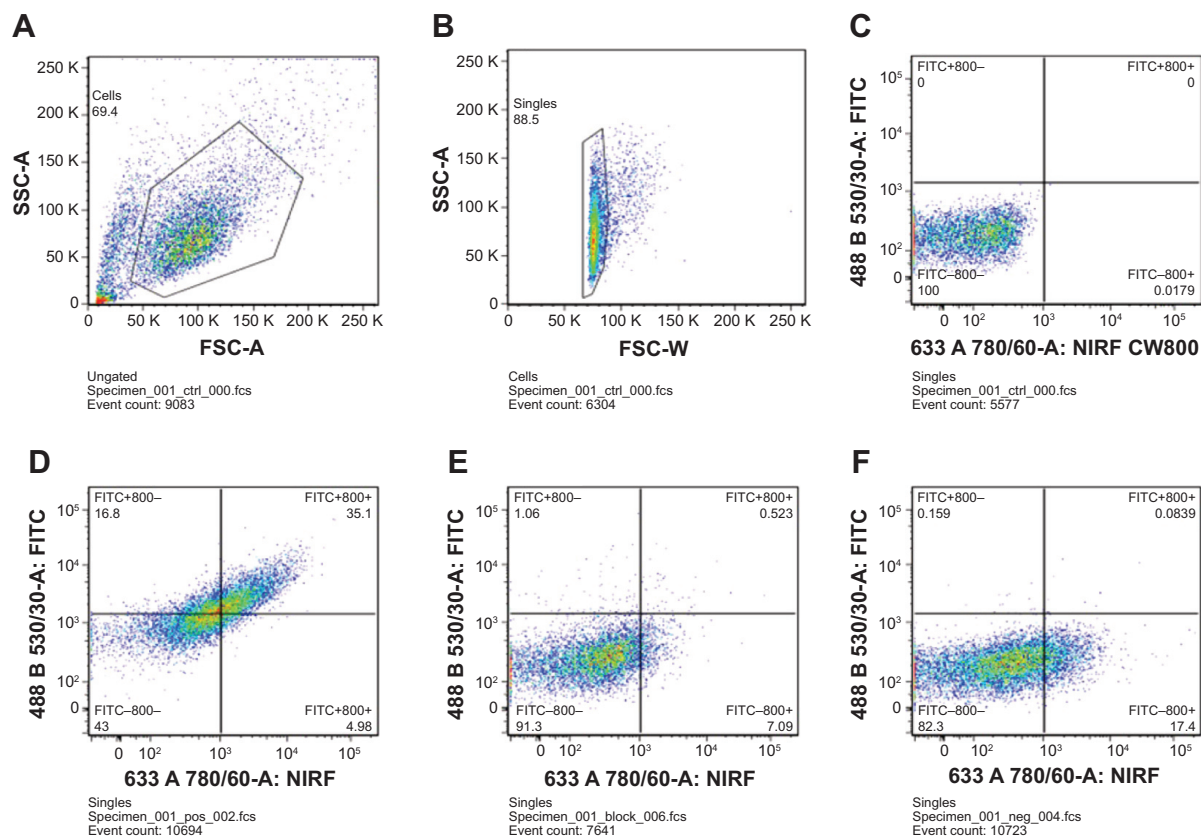 A
SSC-A
250 K
200 K
150 K
100 K
50 K
0
Cells
69.4
0 50 K 100 K 150 K 200 K 250 K
FSC-A
Ungated
Specimen_001_ctrl_000.fcs
Event count: 9083
B
SSC-A
250 K
200 K
150 K
100 K
50 K
0
Singles
88.5
0 50 K 100 K 150 K 200 K 250 K
FSC-W
Cells
Specimen_001_ctrl_000.fcs
Event count: 6304
C
488 B 530/30-A: FITC
10⁵
10⁴
10³
10²
0
FITC+800– FITC+800+
0 0
FITC–800– FITC–800+
100 0.0179
0 10² 10³ 10⁴ 10⁵
633 A 780/60-A: NIRF CW800
Singles
Specimen_001_ctrl_000.fcs
Event count: 5577
D
488 B 530/30-A: FITC
10⁵
10⁴
10³
10²
0
FITC+800– FITC+800+
16.8 35.1
FITC–800– FITC+800+
43 4.98
0 10² 10³ 10⁴ 10⁵
633 A 780/60-A: NIRF
Singles
Specimen_001_pos_002.fcs
Event count: 10694
E
488 B 530/30-A: FITC
10⁵
10⁴
10³
10²
0
FITC+800– FITC+800+
1.06 0.523
FITC–800– FITC–800+
91.3 7.09
0 10² 10³ 10⁴ 10⁵
633 A 780/60-A: NIRF
Singles
Specimen_001_block_006.fcs
Event count: 7641
F
488 B 530/30-A: FITC
10⁵
10⁴
10³
10²
0
FITC+800– FITC+800+
0.159 0.0839
FITC–800– FITC–800+
82.3 17.4
0 10² 10³ 10⁴ 10⁵
633 A 780/60-A: NIRF
Singles
Specimen_001_neg_004.fcs
Event count: 10723